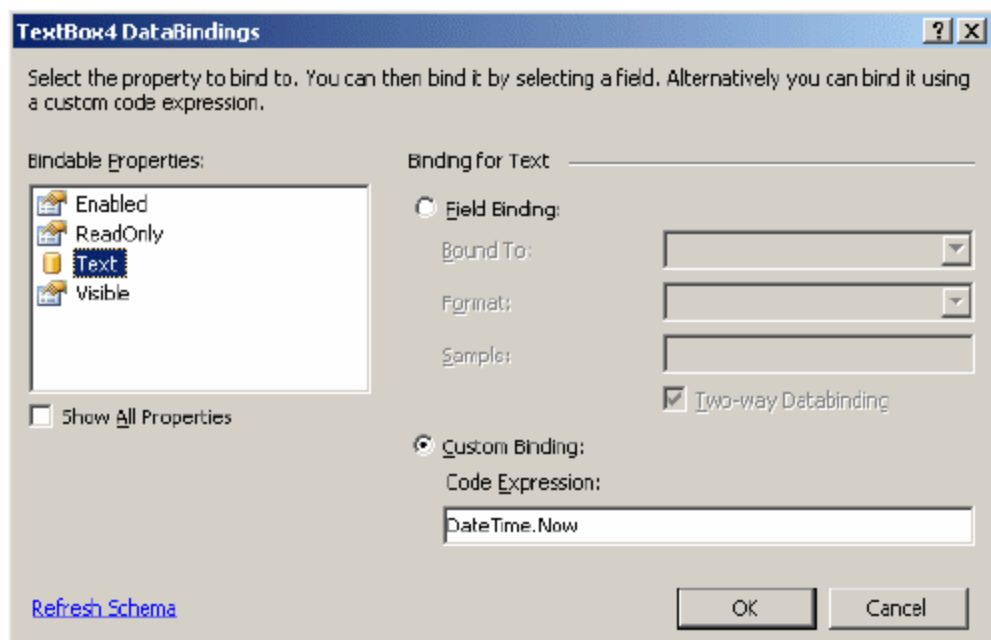 TextBox4 DataBindings
Select the property to bind to. You can then bind it by selecting a field. Alternatively you can bind it using
a custom code expression.
Bindable Properties:
Enabled
ReadOnly
Text
Visible
Show All Properties
Binding for Text
Field Binding:
Bound To:
Format:
Sample:
Two-way Databinding
Custom Binding:
Code Expression:
DateTime.Now
Refresh Schema
OK
Cancel